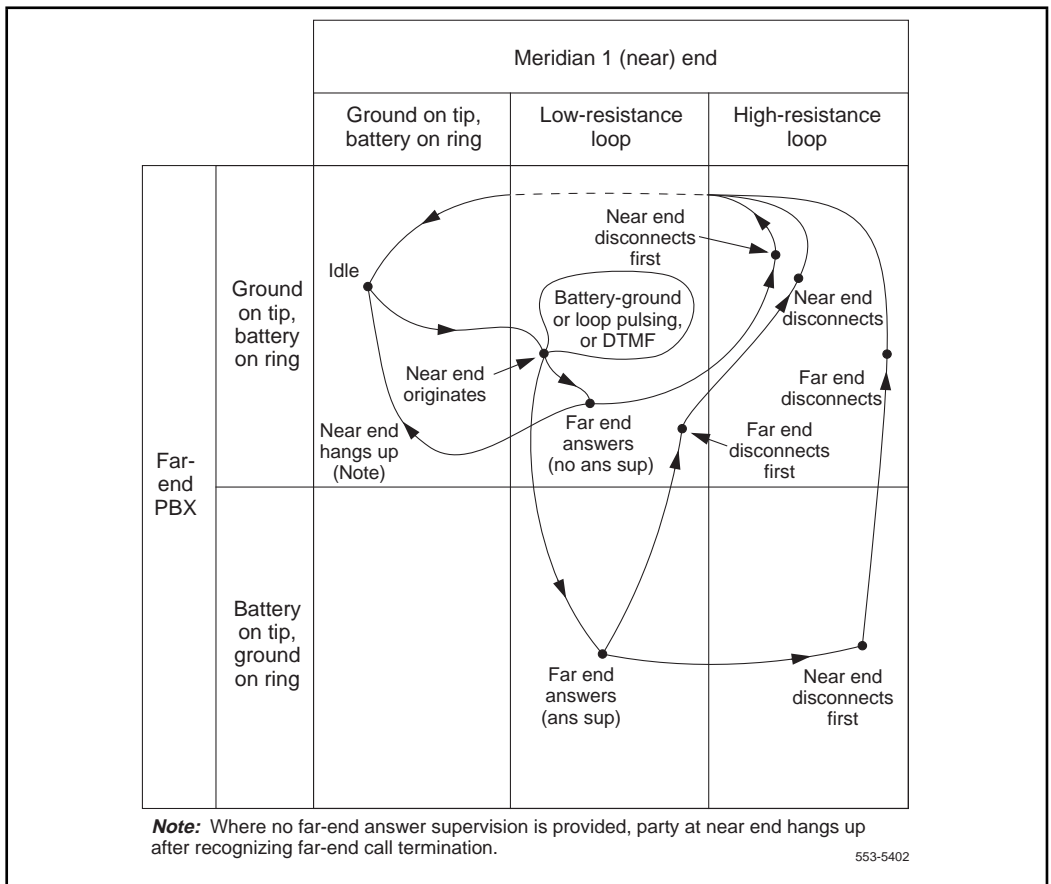 Meridian 1 (near) end
Ground on tip,
battery on ring
Low-resistance
loop
High-resistance
loop
Far-
end
PBX
Ground
on tip,
battery
on ring
Idle
Near end
originates
Battery-ground
or loop pulsing,
or DTMF
Near end
disconnects
first
Near end
disconnects
Far end
disconnects
Near end
hangs up
(Note)
Far end
answers
(no ans sup)
Far end
disconnects
first
Battery
on tip,
ground
on ring
Far end
answers
(ans sup)
Near end
disconnects
first
Note: Where no far-end answer supervision is provided, party at near end hangs up
after recognizing far-end call termination.
553-5402